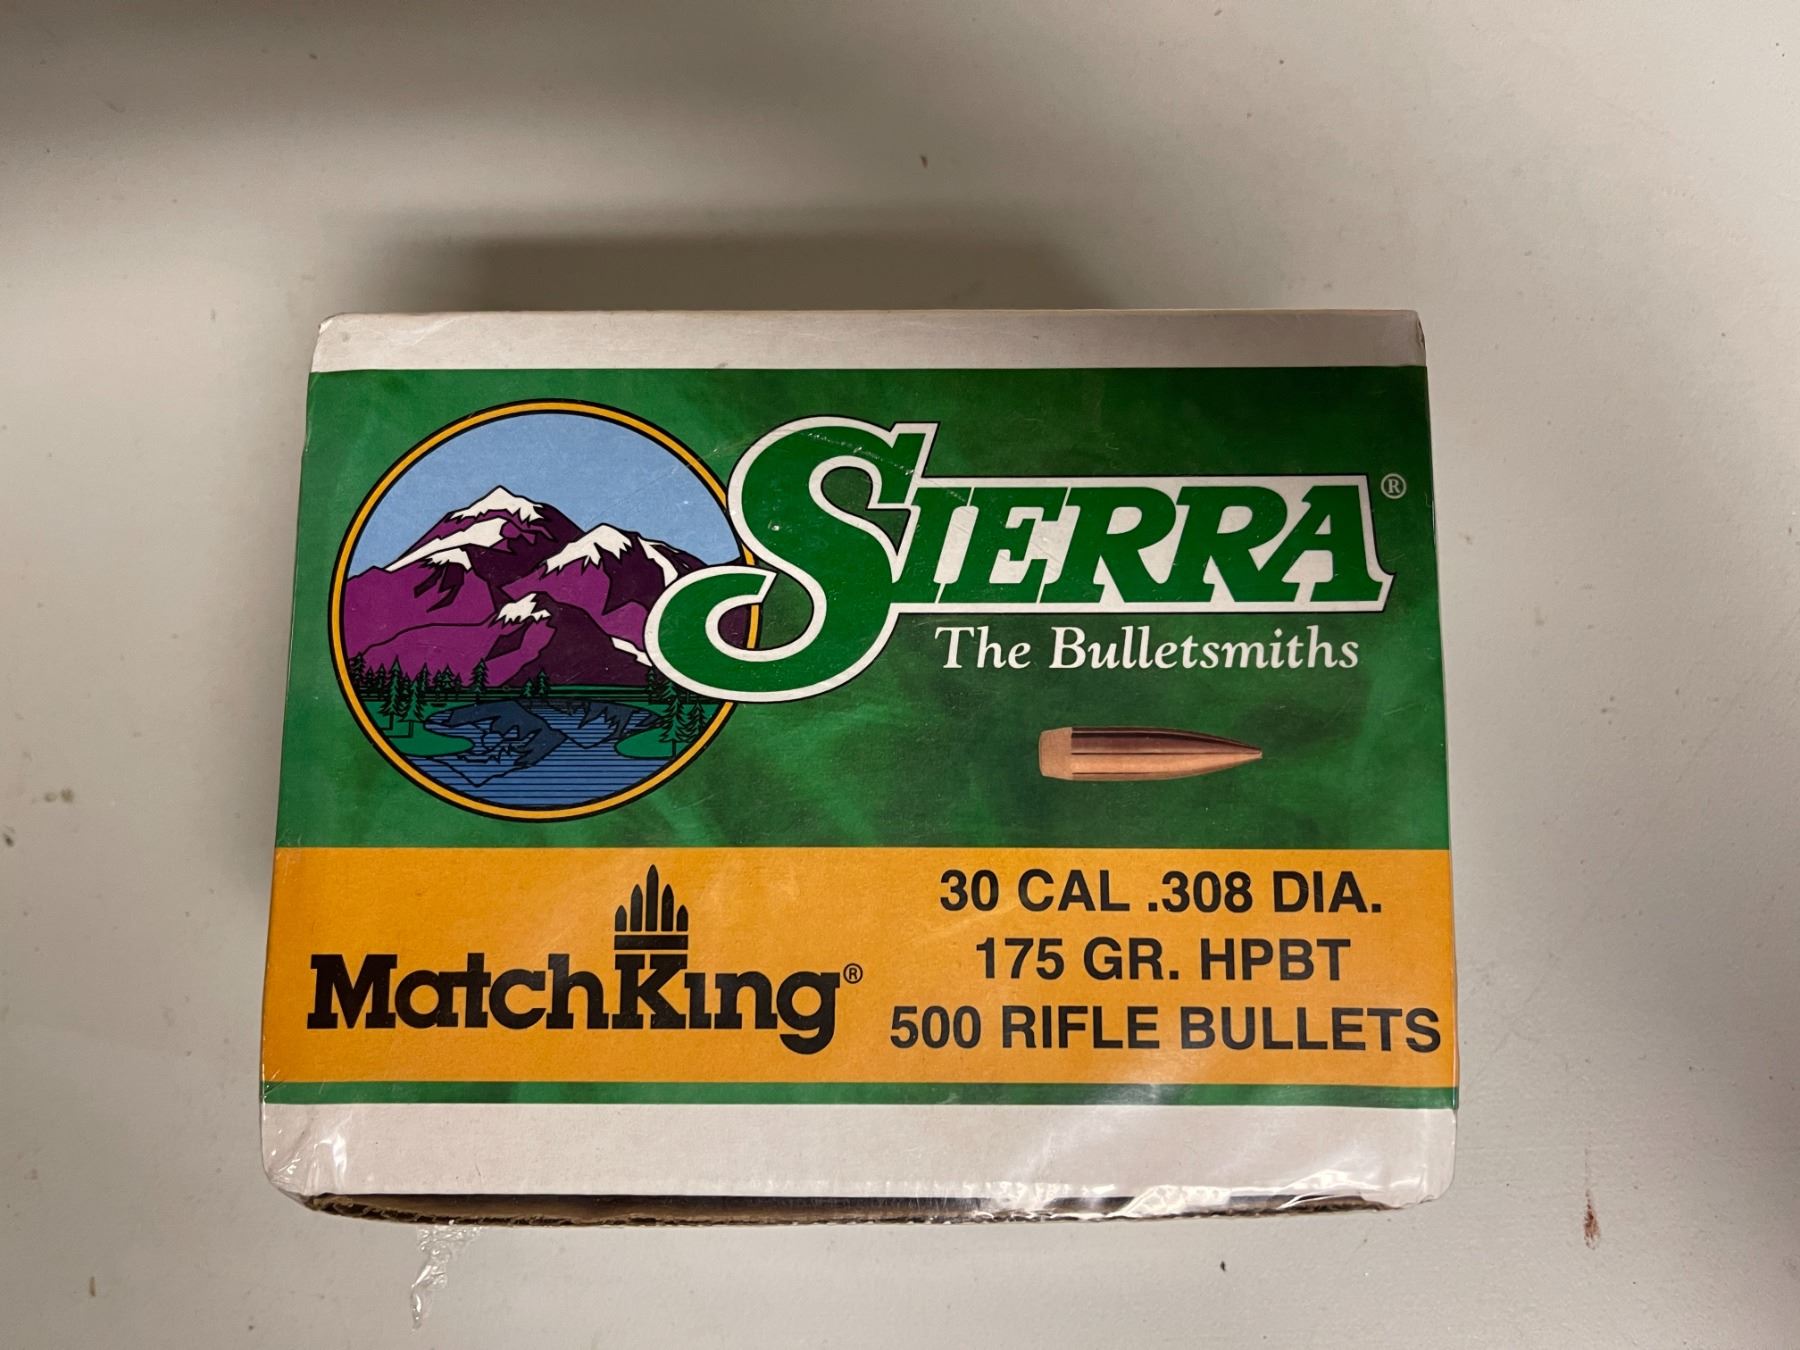 SIERRA®
The Bulletsmiths
MatchKing®
30 CAL .308 DIA.
175 GR. HPBT
500 RIFLE BULLETS